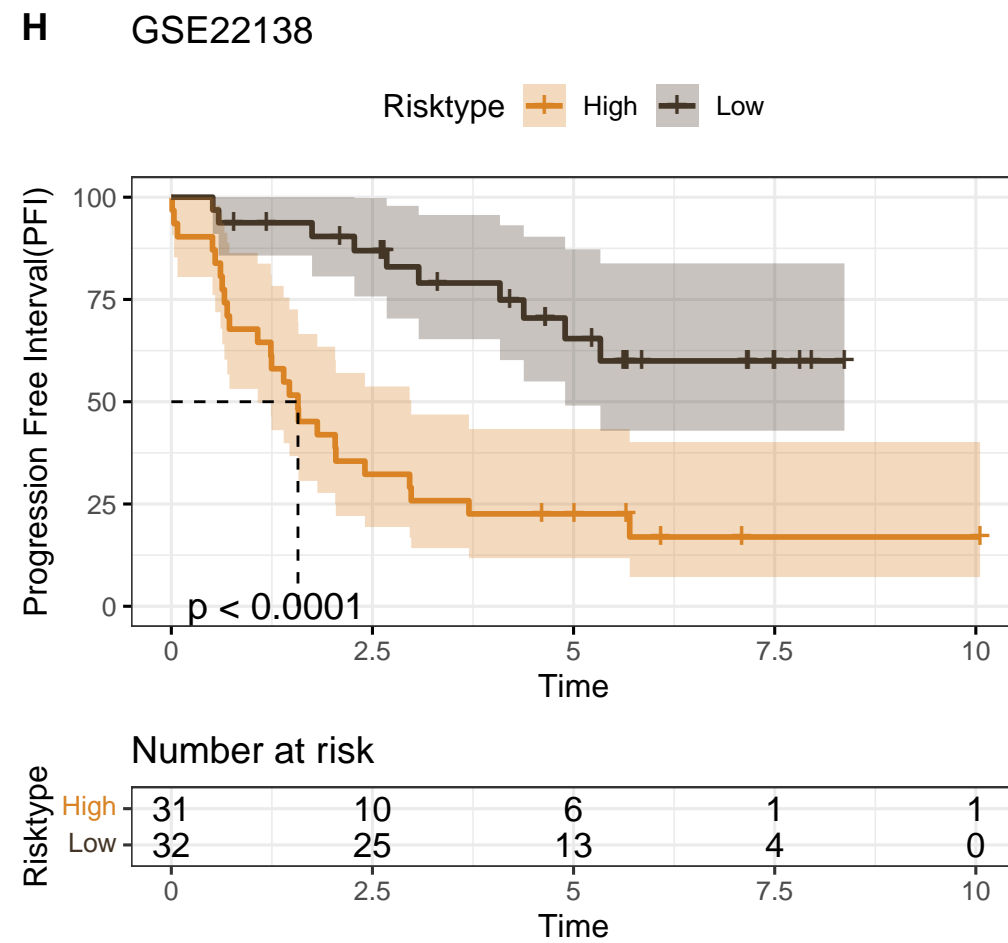 H GSE22138
Risktype High Low
Progression Free Interval(PFI)
100
75
50
25
0
p < 0.0001
0 2.5 5 7.5 10
Time
Number at risk
Risktype
High 31 10 6 1 1
Low 32 25 13 4 0
0 2.5 5 7.5 10
Time